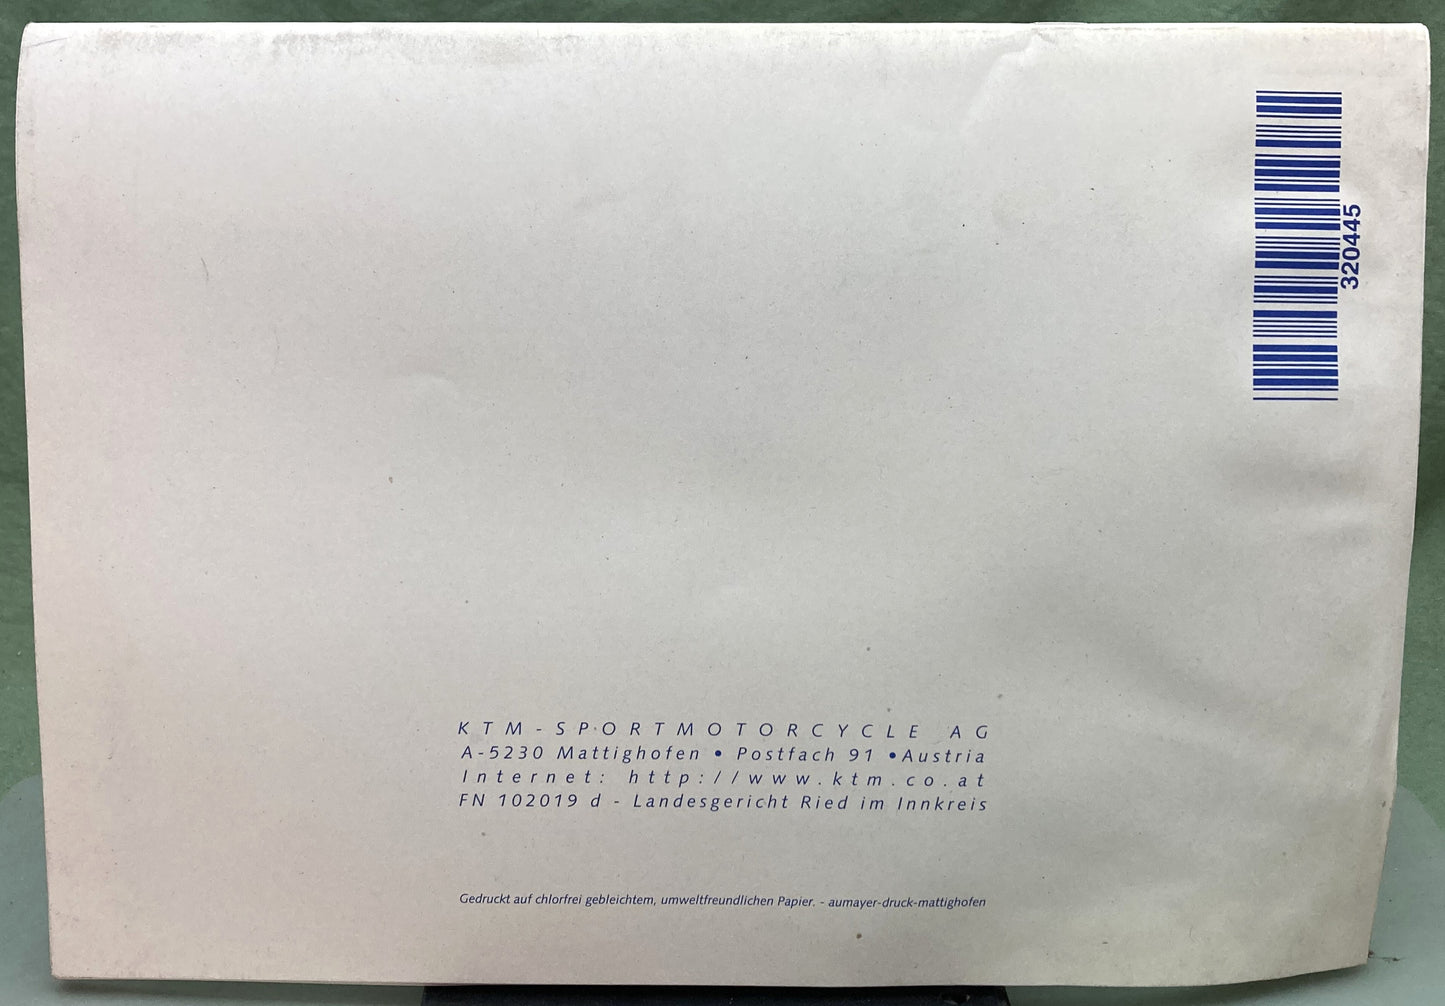 320445
KTM-SPORTMOTORCYCLE AG
A-5230 Mattighofen • Postfach 91 •Austria
Internet: http://www.ktm.co.at
FN 102019 d - Landesgericht Ried im Innkreis
Gedruckt auf chlorfrei gebleichtem, umweltfreundlichen Papier. - aumayer-druck-mattighofen